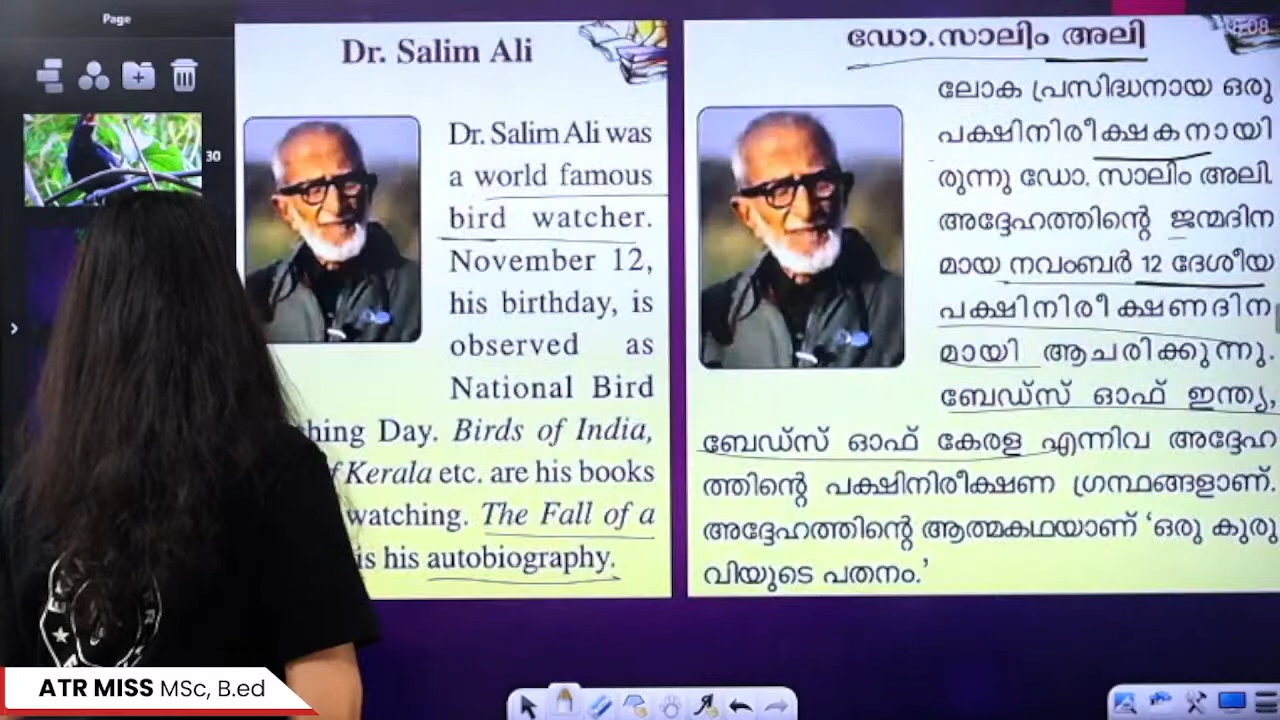 Page
30
Dr. Salim Ali
Dr. Salim Ali was
a world famous
bird watcher.
November 12,
his birthday, is
observed as
National Bird
hing Day. Birds of India,
f Kerala etc. are his books
watching. The Fall of a
is his autobiography.
ഡോ.സാലിം അലി
ലോക പ്രസിദ്ധനായ ഒരു
പക്ഷിനിരീക്ഷകനായി
രുന്നു ഡോ. സാലിം അലി.
അദ്ദേഹത്തിന്റെ ജന്മദിന
മായ നവംബർ 12 ദേശീയ
പക്ഷിനിരീക്ഷണദിന
മായി ആചരിക്കുന്നു.
ബേഡ്സ് ഓഫ് ഇന്ത്യ,
ബേഡ്സ് ഓഫ് കേരള എന്നിവ അദ്ദേഹ
ത്തിന്റെ പക്ഷിനിരീക്ഷണ ഗ്രന്ഥങ്ങളാണ്.
അദ്ദേഹത്തിന്റെ ആത്മകഥയാണ് ‘ഒരു കുരു
വിയുടെ പതനം.’
ATR MISS MSc, B.ed